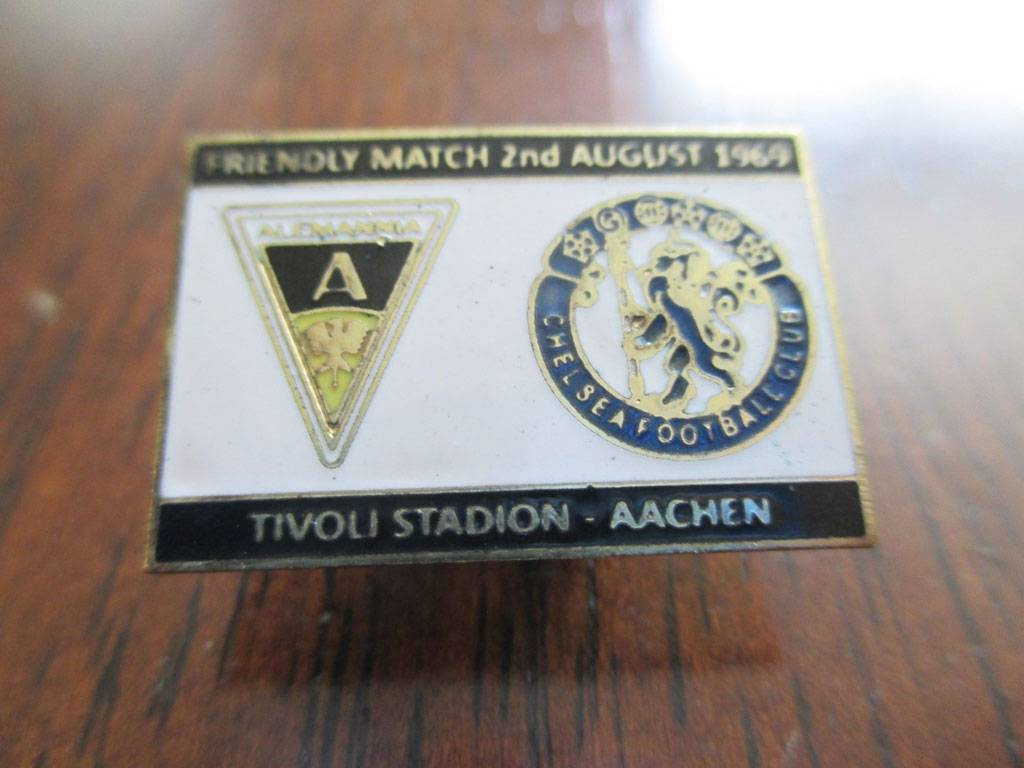 FRIENDLY MATCH 2nd AUGUST 1969
ALEMANNIA
A
CHELSEA FOOTBALL CLUB
TIVOLI STADION - AACHEN